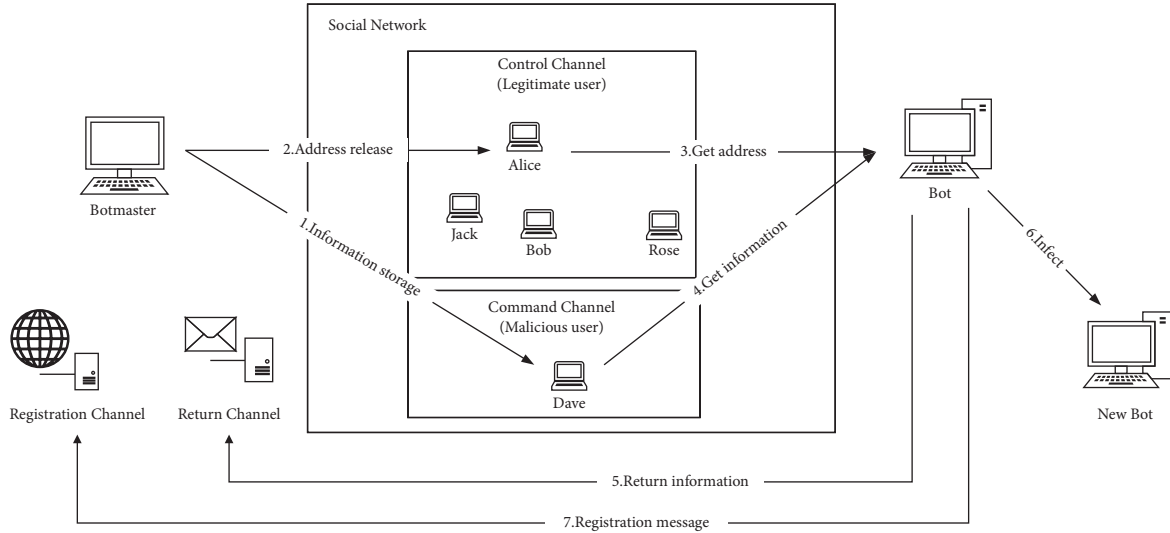 Social Network
Control Channel
(Legitimate user)
2.Address release
Alice
3.Get address
Botmaster
Bot
Jack
Bob
Rose
1.Information storage
4.Get information
6.Infect
Command Channel
(Malicious user)
Dave
Registration Channel
Return Channel
New Bot
5.Return information
7.Registration message